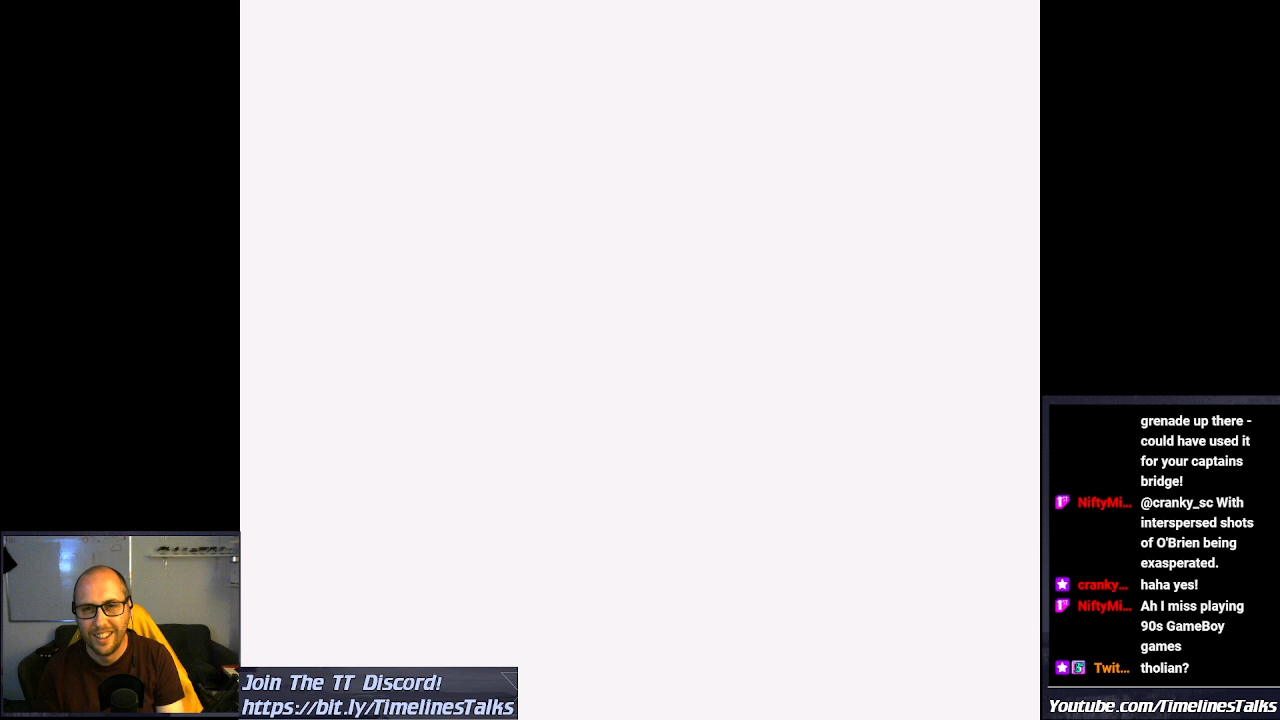 grenade up there -
could have used it
for your captains
bridge!
NiftyMi... @cranky_sc With
interspersed shots
of O'Brien being
exasperated.
cranky... haha yes!
NiftyMi... Ah I miss playing
90s GameBoy
games
Twit... tholian?
Join The TT Discord!
https://bit.ly/TimelinesTalks
Youtube.com/TimelinesTalks